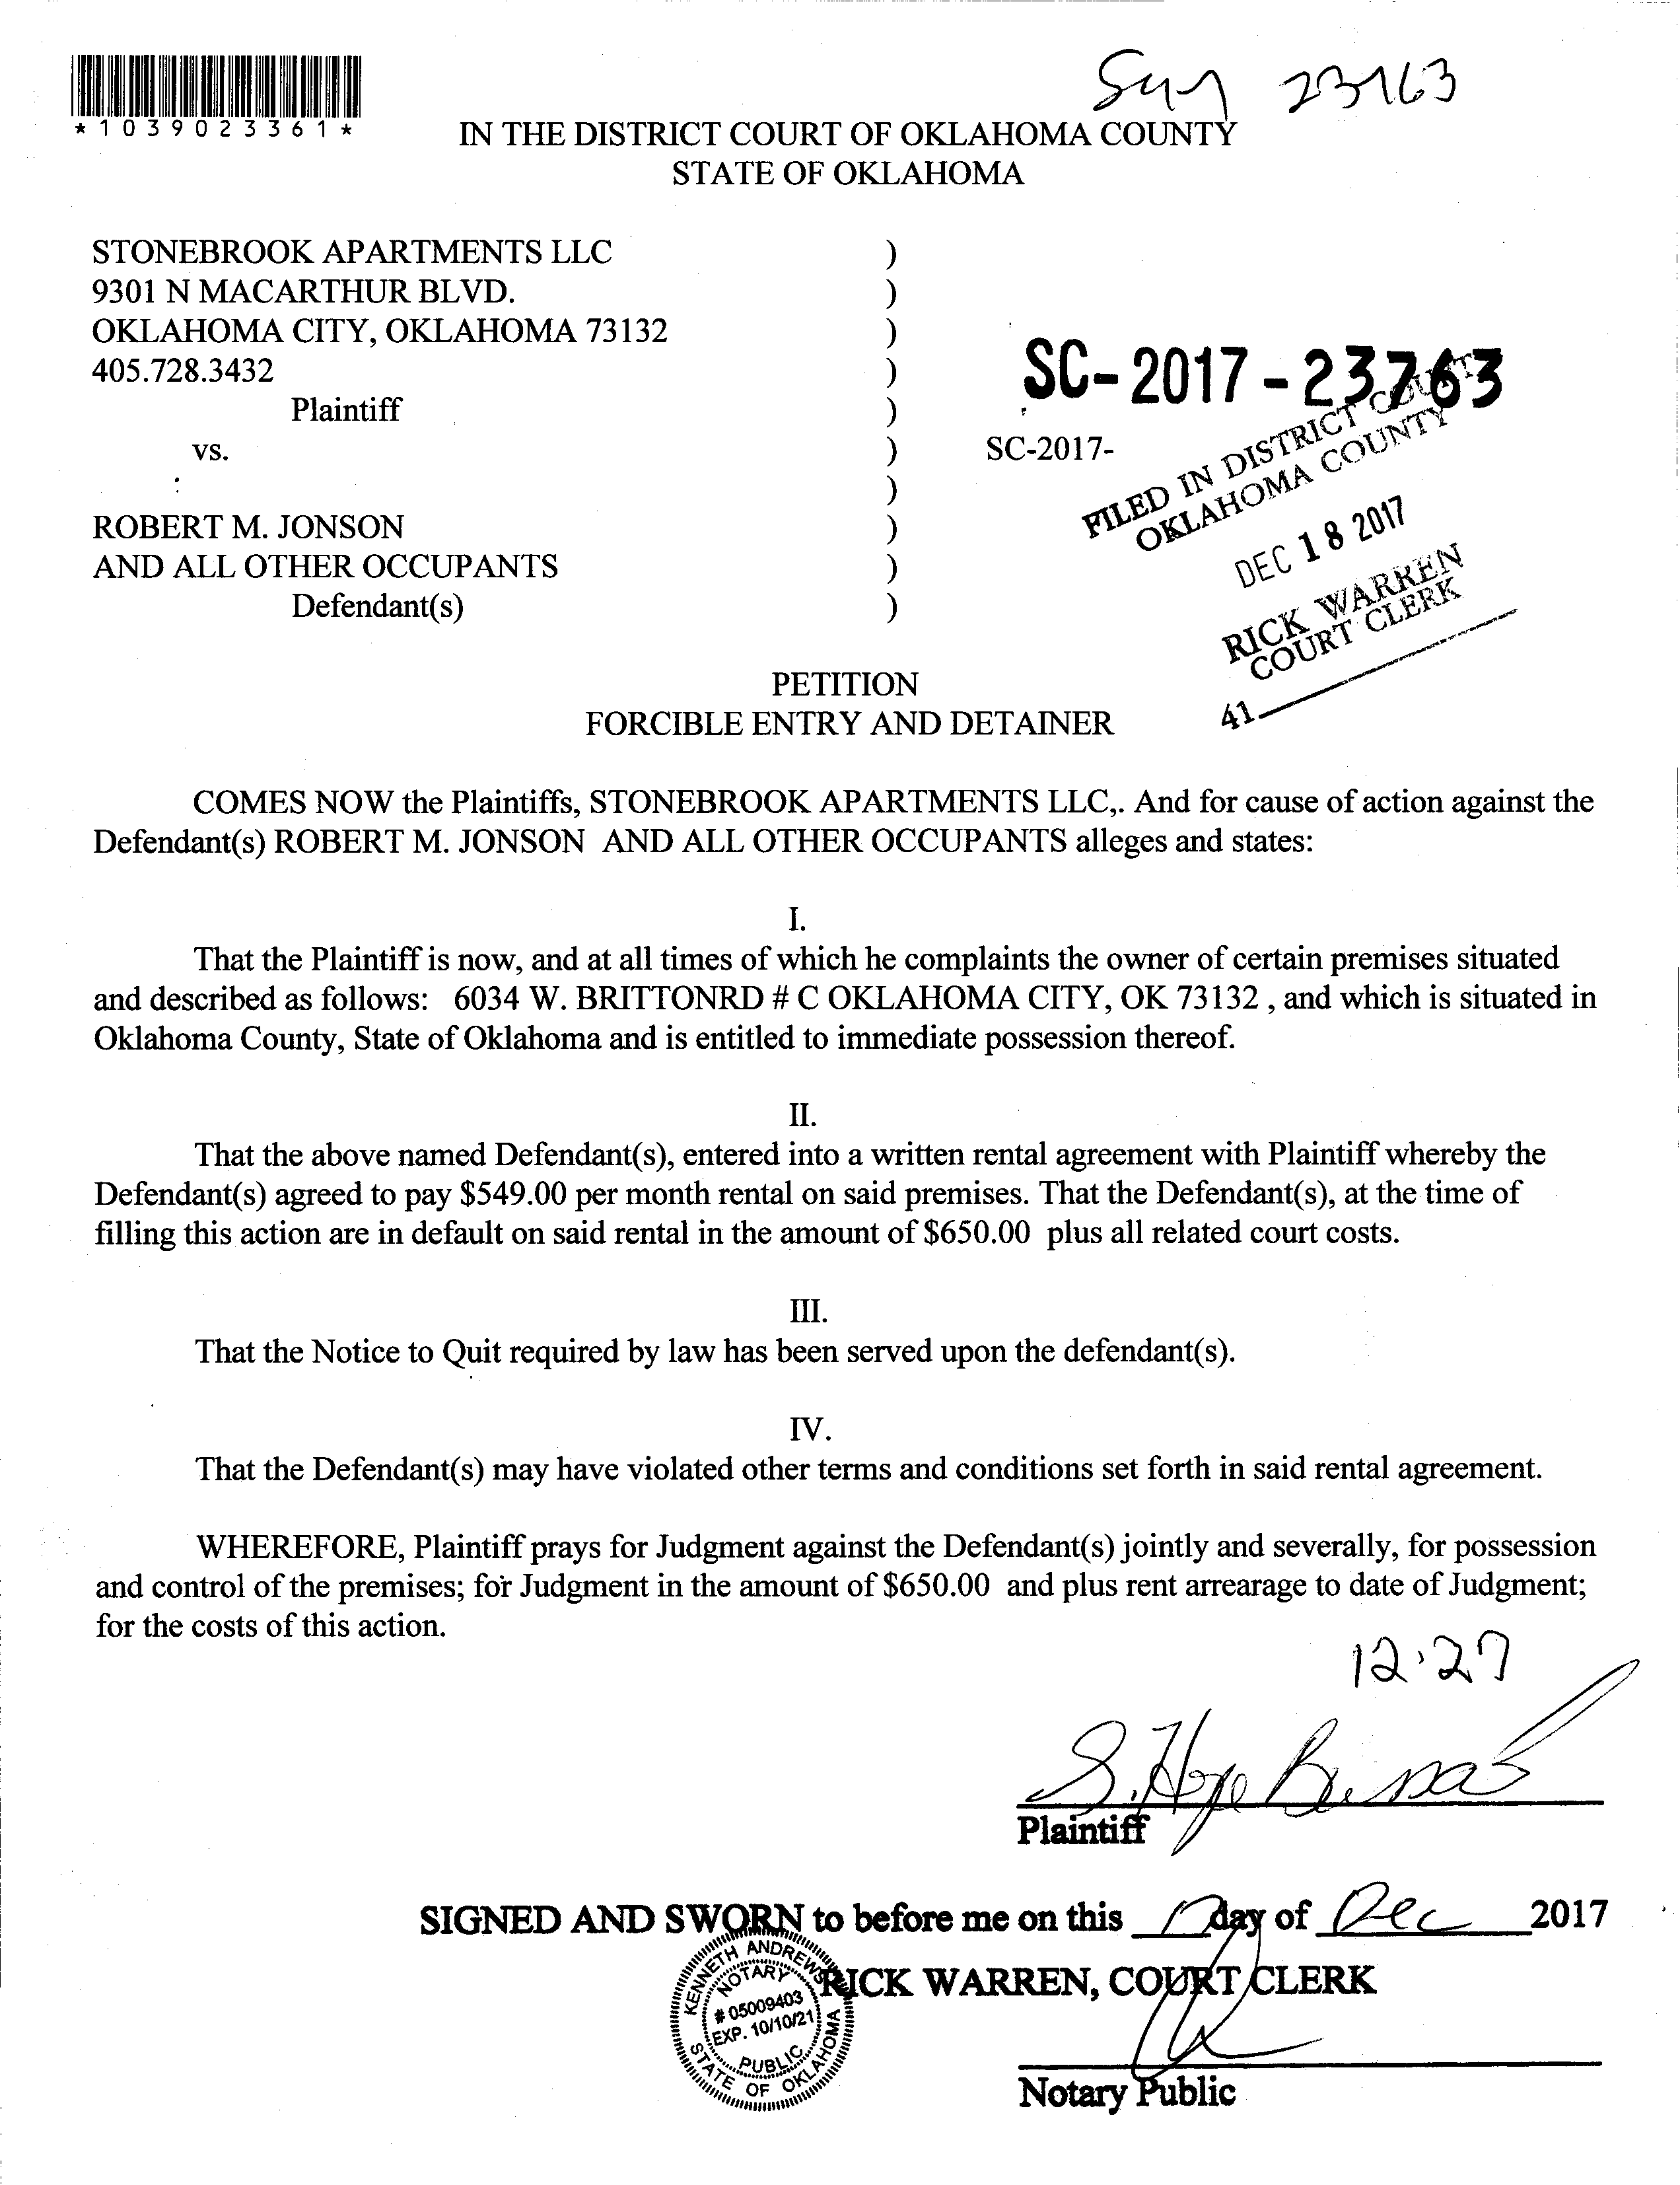 *1039023361*
23763
IN THE DISTRICT COURT OF OKLAHOMA COUNTY
STATE OF OKLAHOMA
STONEBROOK APARTMENTS LLC )
9301 N MACARTHUR BLVD. )
OKLAHOMA CITY, OKLAHOMA 73132 )
405.728.3432 )
Plaintiff )
vs. )
)
ROBERT M. JONSON )
AND ALL OTHER OCCUPANTS )
Defendant(s) )
SC-2017-23763
SC-2017-
FILED IN DISTRICT COURT
OKLAHOMA COUNTY
DEC 18 2017
RICK WARREN
COURT CLERK
41
PETITION
FORCIBLE ENTRY AND DETAINER
COMES NOW the Plaintiffs, STONEBROOK APARTMENTS LLC,. And for cause of action against the
Defendant(s) ROBERT M. JONSON AND ALL OTHER OCCUPANTS alleges and states:
I.
That the Plaintiff is now, and at all times of which he complaints the owner of certain premises situated
and described as follows: 6034 W. BRITTONRD # C OKLAHOMA CITY, OK 73132 , and which is situated in
Oklahoma County, State of Oklahoma and is entitled to immediate possession thereof.
II.
That the above named Defendant(s), entered into a written rental agreement with Plaintiff whereby the
Defendant(s) agreed to pay $549.00 per month rental on said premises. That the Defendant(s), at the time of
filling this action are in default on said rental in the amount of $650.00 plus all related court costs.
III.
That the Notice to Quit required by law has been served upon the defendant(s).
IV.
That the Defendant(s) may have violated other terms and conditions set forth in said rental agreement.
WHEREFORE, Plaintiff prays for Judgment against the Defendant(s) jointly and severally, for possession
and control of the premises; for Judgment in the amount of $650.00 and plus rent arrearage to date of Judgment;
for the costs of this action.
12.27
S. Hope
Plaintiff
SIGNED AND SWORN to before me on this day of Dec 2017
RICK WARREN, COURT CLERK
KENNETH ANDREWS
NOTARY
# 05009403
EXP. 10/10/21
PUBLIC
STATE OF OKLAHOMA
Notary Public